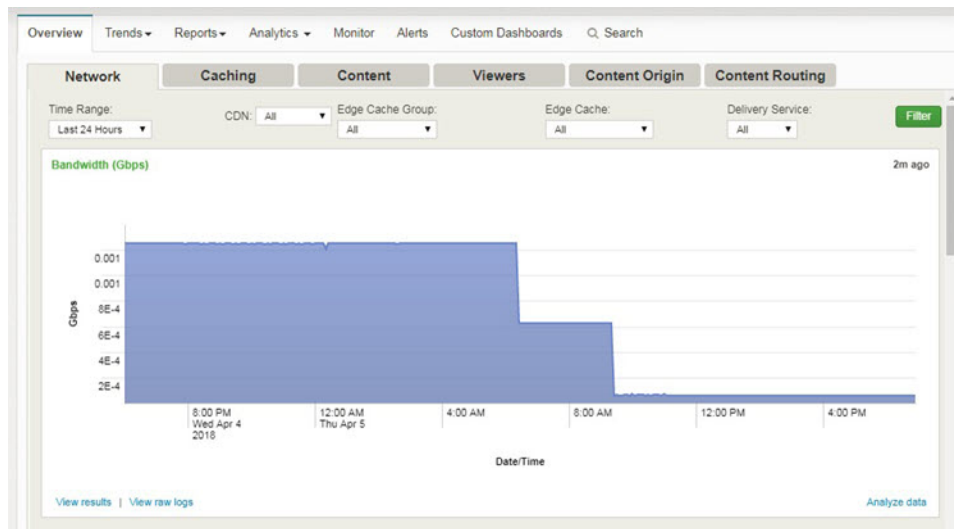 Overview Trends Reports Analytics Monitor Alerts Custom Dashboards Search
Network Caching Content Viewers Content Origin Content Routing
Time Range: CDN: All Edge Cache Group: Edge Cache: Delivery Service:
Last 24 Hours All All All Filter
Bandwidth (Gbps) 2m ago
0.001
0.001
8E-4
6E-4
4E-4
2E-4
Gbps
8:00 PM 12:00 AM 4:00 AM 8:00 AM 12:00 PM 4:00 PM
Wed Apr 4 Thu Apr 5
2018
Date/Time
View results | View raw logs Analyze data